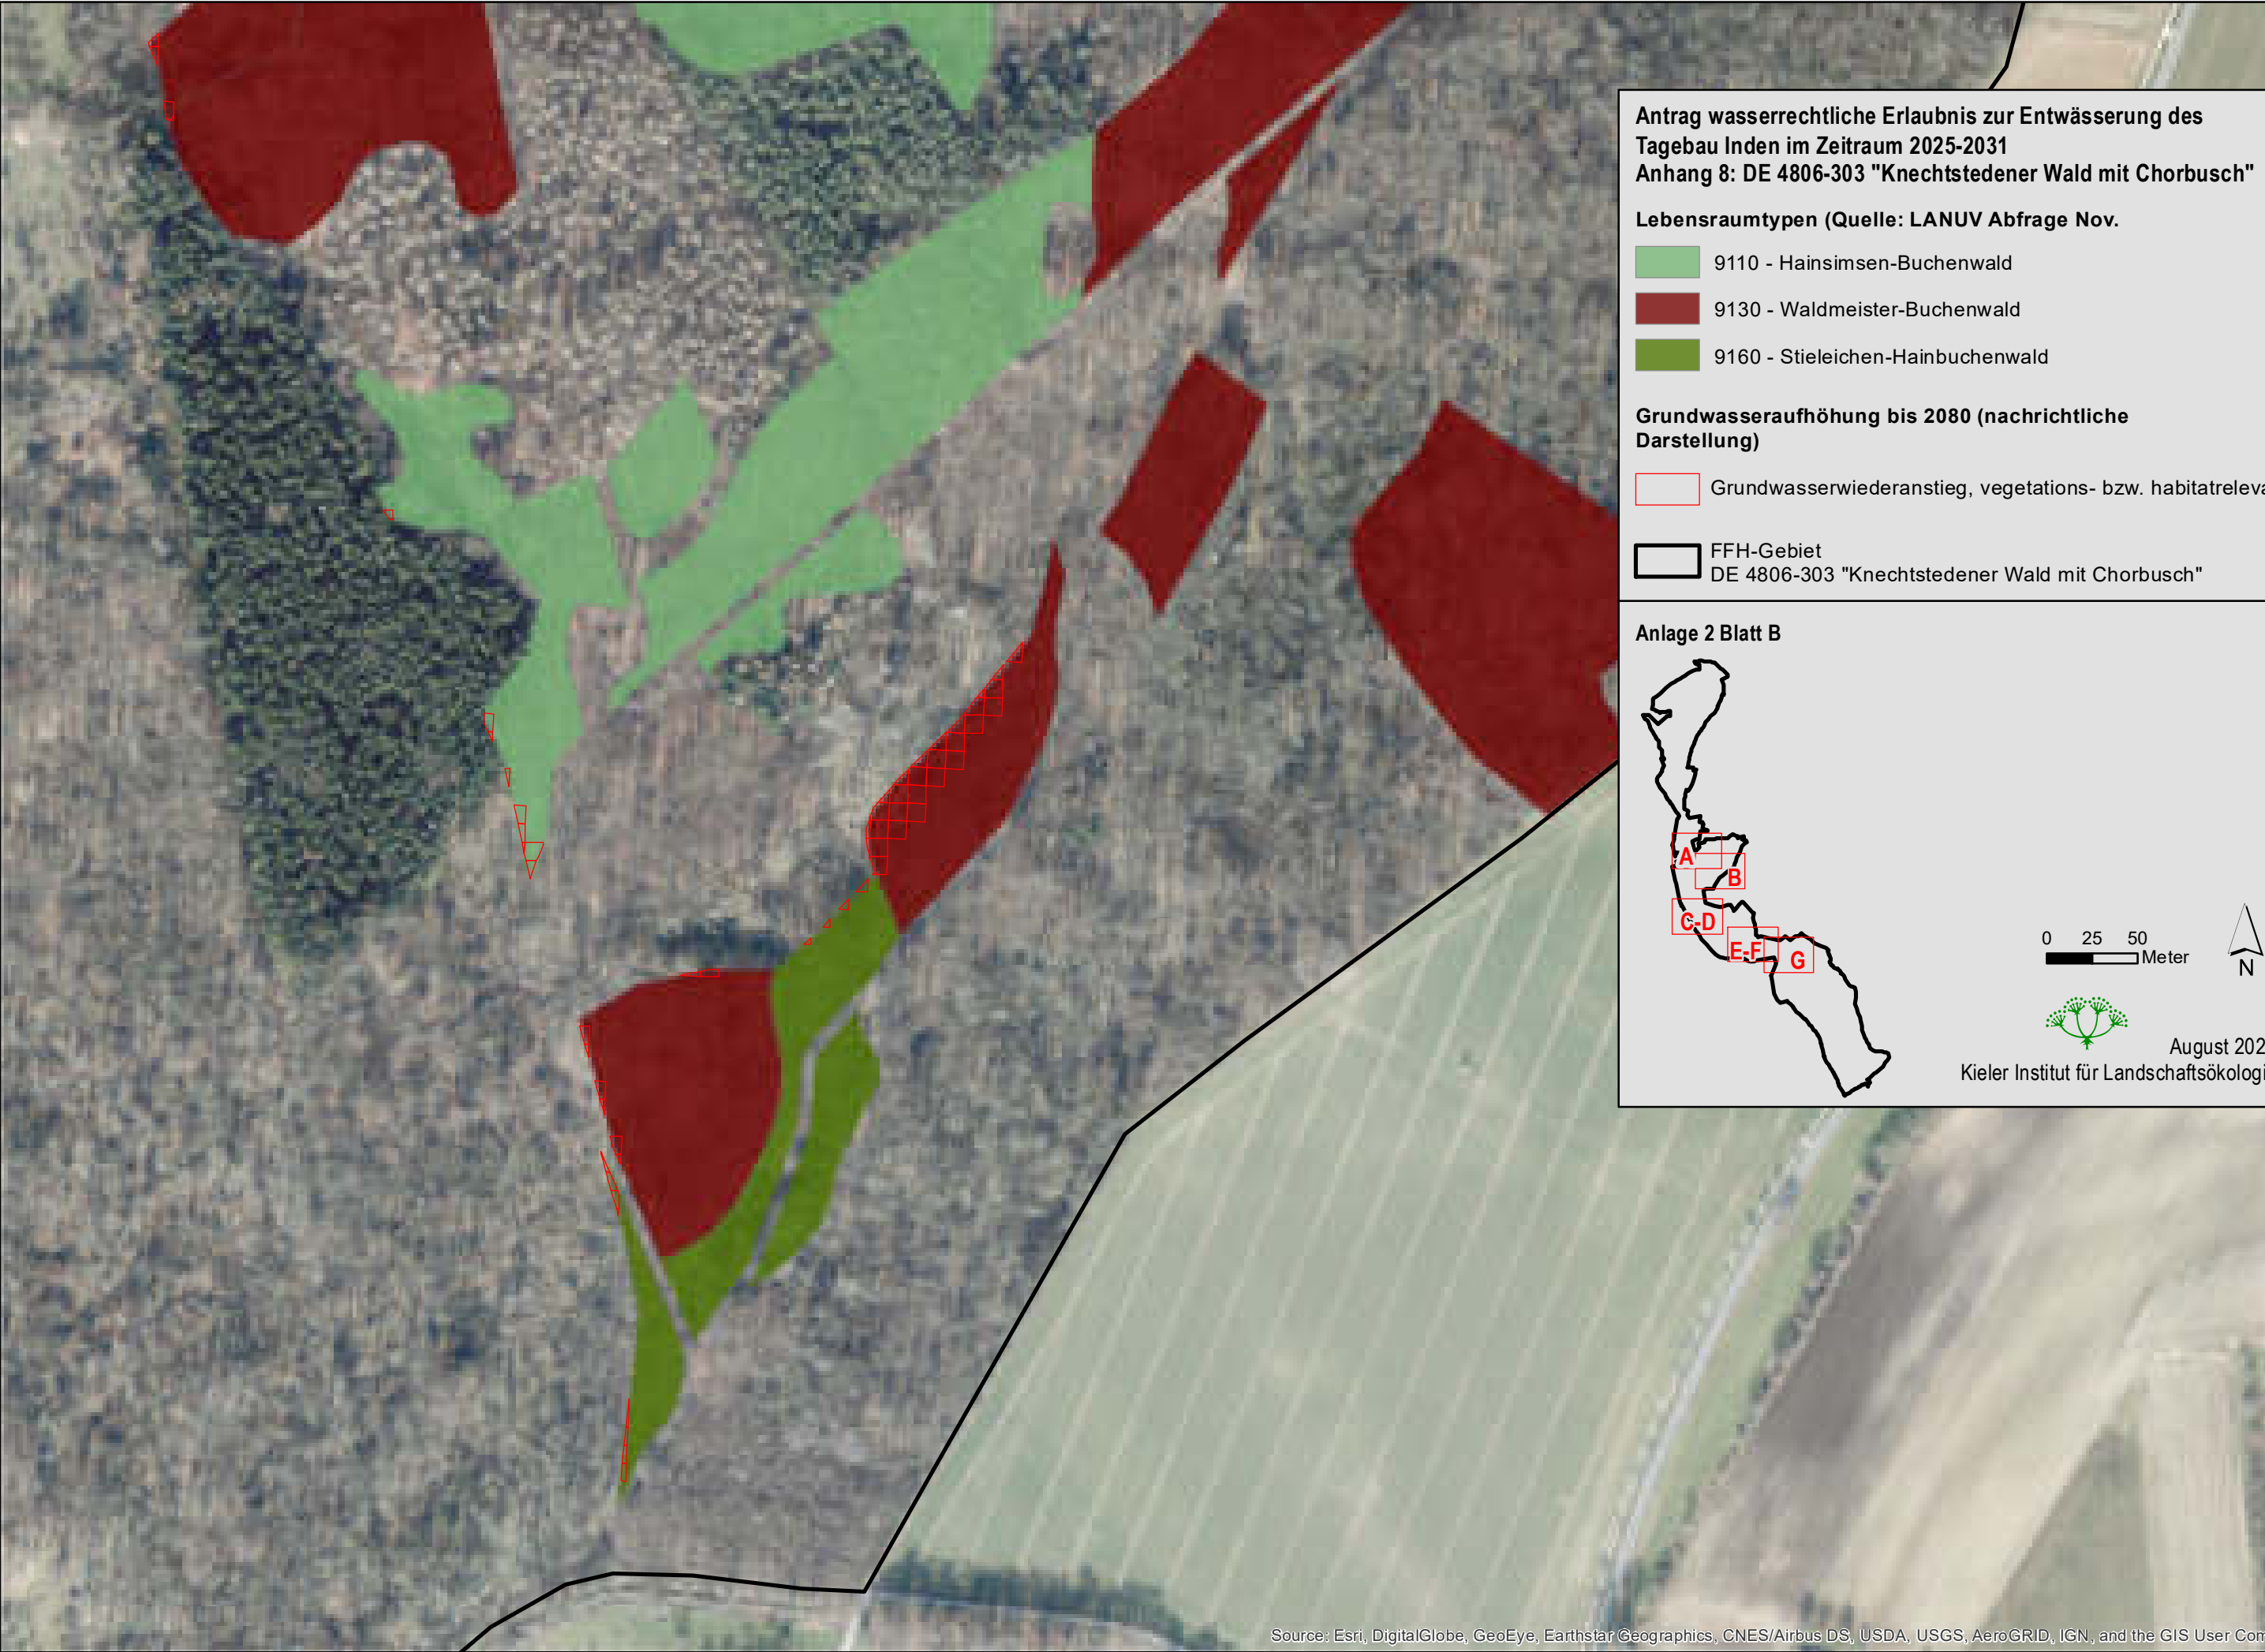 Antrag wasserrechtliche Erlaubnis zur Entwässerung des
Tagebau Inden im Zeitraum 2025-2031
Anhang 8: DE 4806-303 "Knechtstedener Wald mit Chorbusch"
Lebensraumtypen (Quelle: LANUV Abfrage Nov.
9110 - Hainsimsen-Buchenwald
9130 - Waldmeister-Buchenwald
9160 - Stieleichen-Hainbuchenwald
Grundwasseraufhöhung bis 2080 (nachrichtliche
Darstellung)
Grundwasserwiederanstieg, vegetations- bzw. habitatreleva
FFH-Gebiet
DE 4806-303 "Knechtstedener Wald mit Chorbusch"
Anlage 2 Blatt B
A
B
C-D
E-F
G
0 25 50
Meter
N
August 202
Kieler Institut für Landschaftsökologi
Source: Esri, DigitalGlobe, GeoEye, Earthstar Geographics, CNES/Airbus DS, USDA, USGS, AeroGRID, IGN, and the GIS User Com